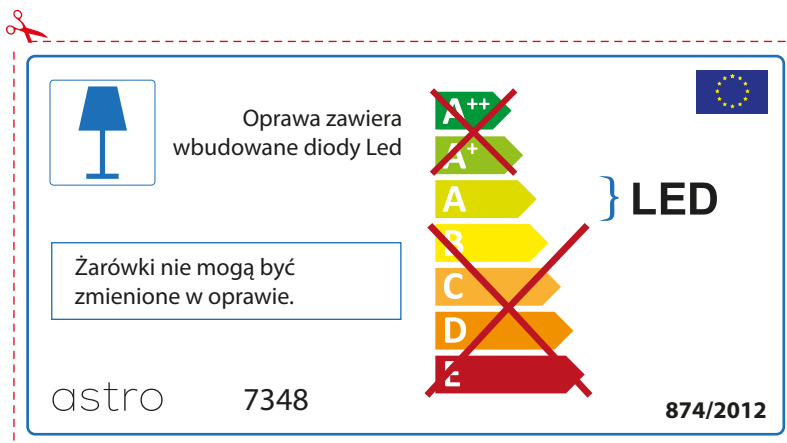 Oprawa zawiera
wbudowane diody Led
A++
A+
A
B
C
D
E
LED
Żarówki nie mogą być
zmienione w oprawie.
astro
7348
874/2012